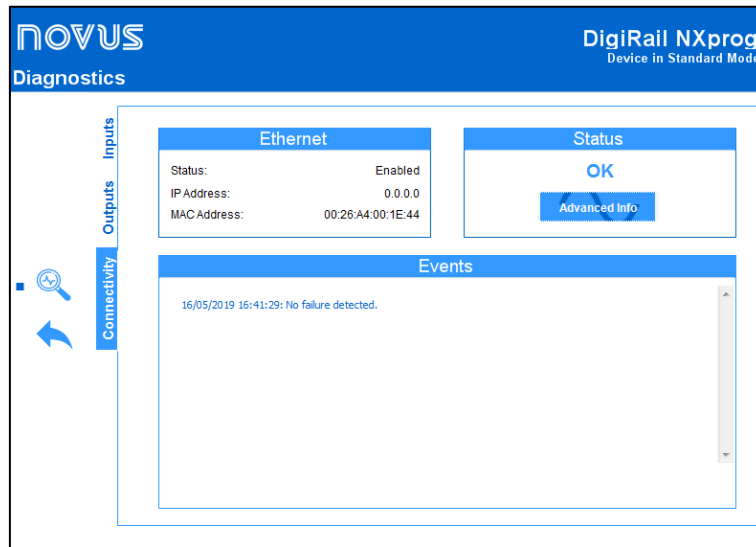 novus
DigiRail NXprog
Device in Standard Mode
Diagnostics
Inputs
Outputs
Connectivity
Ethernet
Status: Enabled
IP Address: 0.0.0.0
MAC Address: 00:26:A4:00:1E:44
Status
OK
Advanced Info
Events
16/05/2019 16:41:29: No failure detected.